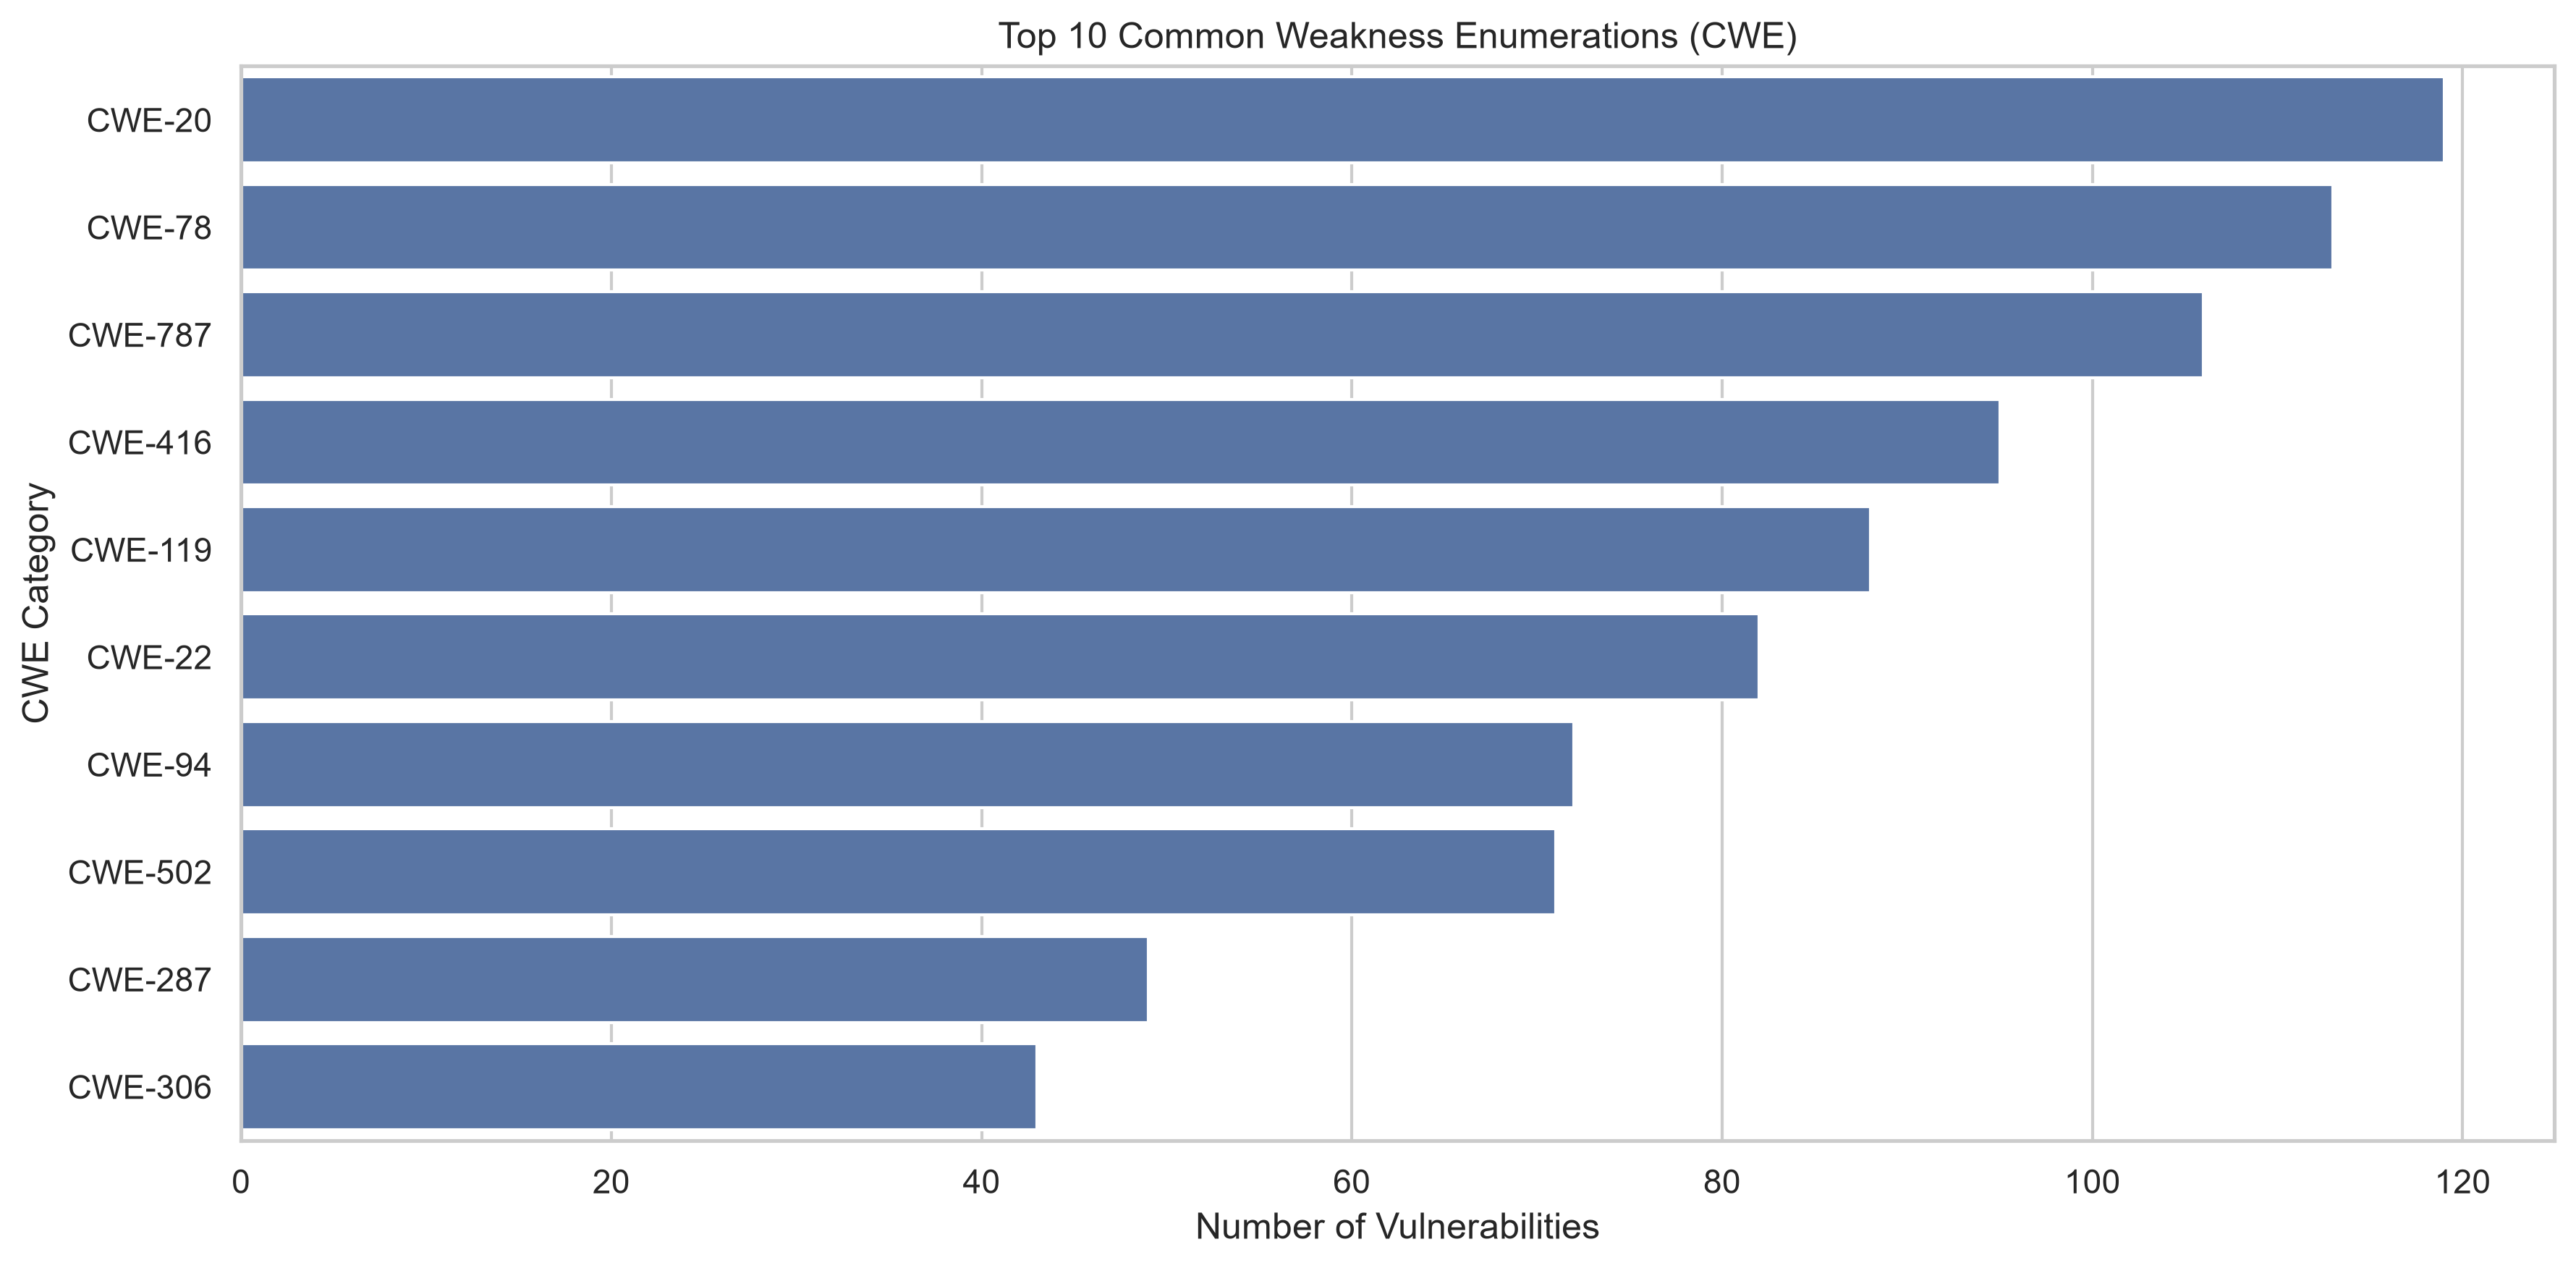 Top 10 Common Weakness Enumerations (CWE)
CWE Category
CWE-20
CWE-78
CWE-787
CWE-416
CWE-119
CWE-22
CWE-94
CWE-502
CWE-287
CWE-306
0 20 40 60 80 100 120
Number of Vulnerabilities